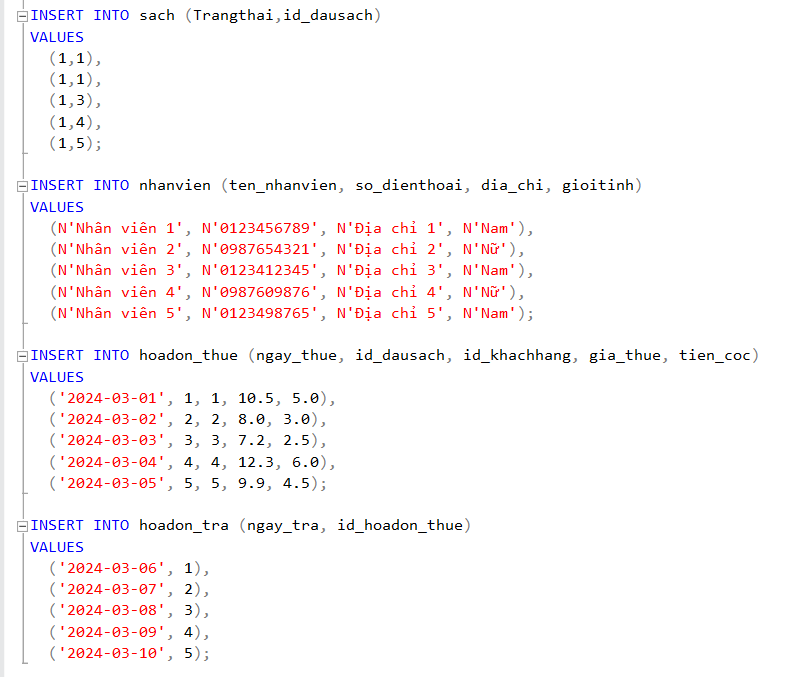 INSERT INTO sach (Trangthai,id_dausach)
VALUES
(1,1),
(1,1),
(1,3),
(1,4),
(1,5);
INSERT INTO nhanvien (ten_nhanvien, so_dienthoai, dia_chi, gioitinh)
VALUES
(N'Nhân viên 1', N'0123456789', N'Địa chỉ 1', N'Nam'),
(N'Nhân viên 2', N'0987654321', N'Địa chỉ 2', N'Nữ'),
(N'Nhân viên 3', N'0123412345', N'Địa chỉ 3', N'Nam'),
(N'Nhân viên 4', N'0987609876', N'Địa chỉ 4', N'Nữ'),
(N'Nhân viên 5', N'0123498765', N'Địa chỉ 5', N'Nam');
INSERT INTO hoadon_thue (ngay_thue, id_dausach, id_khachhang, gia_thue, tien_coc)
VALUES
('2024-03-01', 1, 1, 10.5, 5.0),
('2024-03-02', 2, 2, 8.0, 3.0),
('2024-03-03', 3, 3, 7.2, 2.5),
('2024-03-04', 4, 4, 12.3, 6.0),
('2024-03-05', 5, 5, 9.9, 4.5);
INSERT INTO hoadon_tra (ngay_tra, id_hoadon_thue)
VALUES
('2024-03-06', 1),
('2024-03-07', 2),
('2024-03-08', 3),
('2024-03-09', 4),
('2024-03-10', 5);